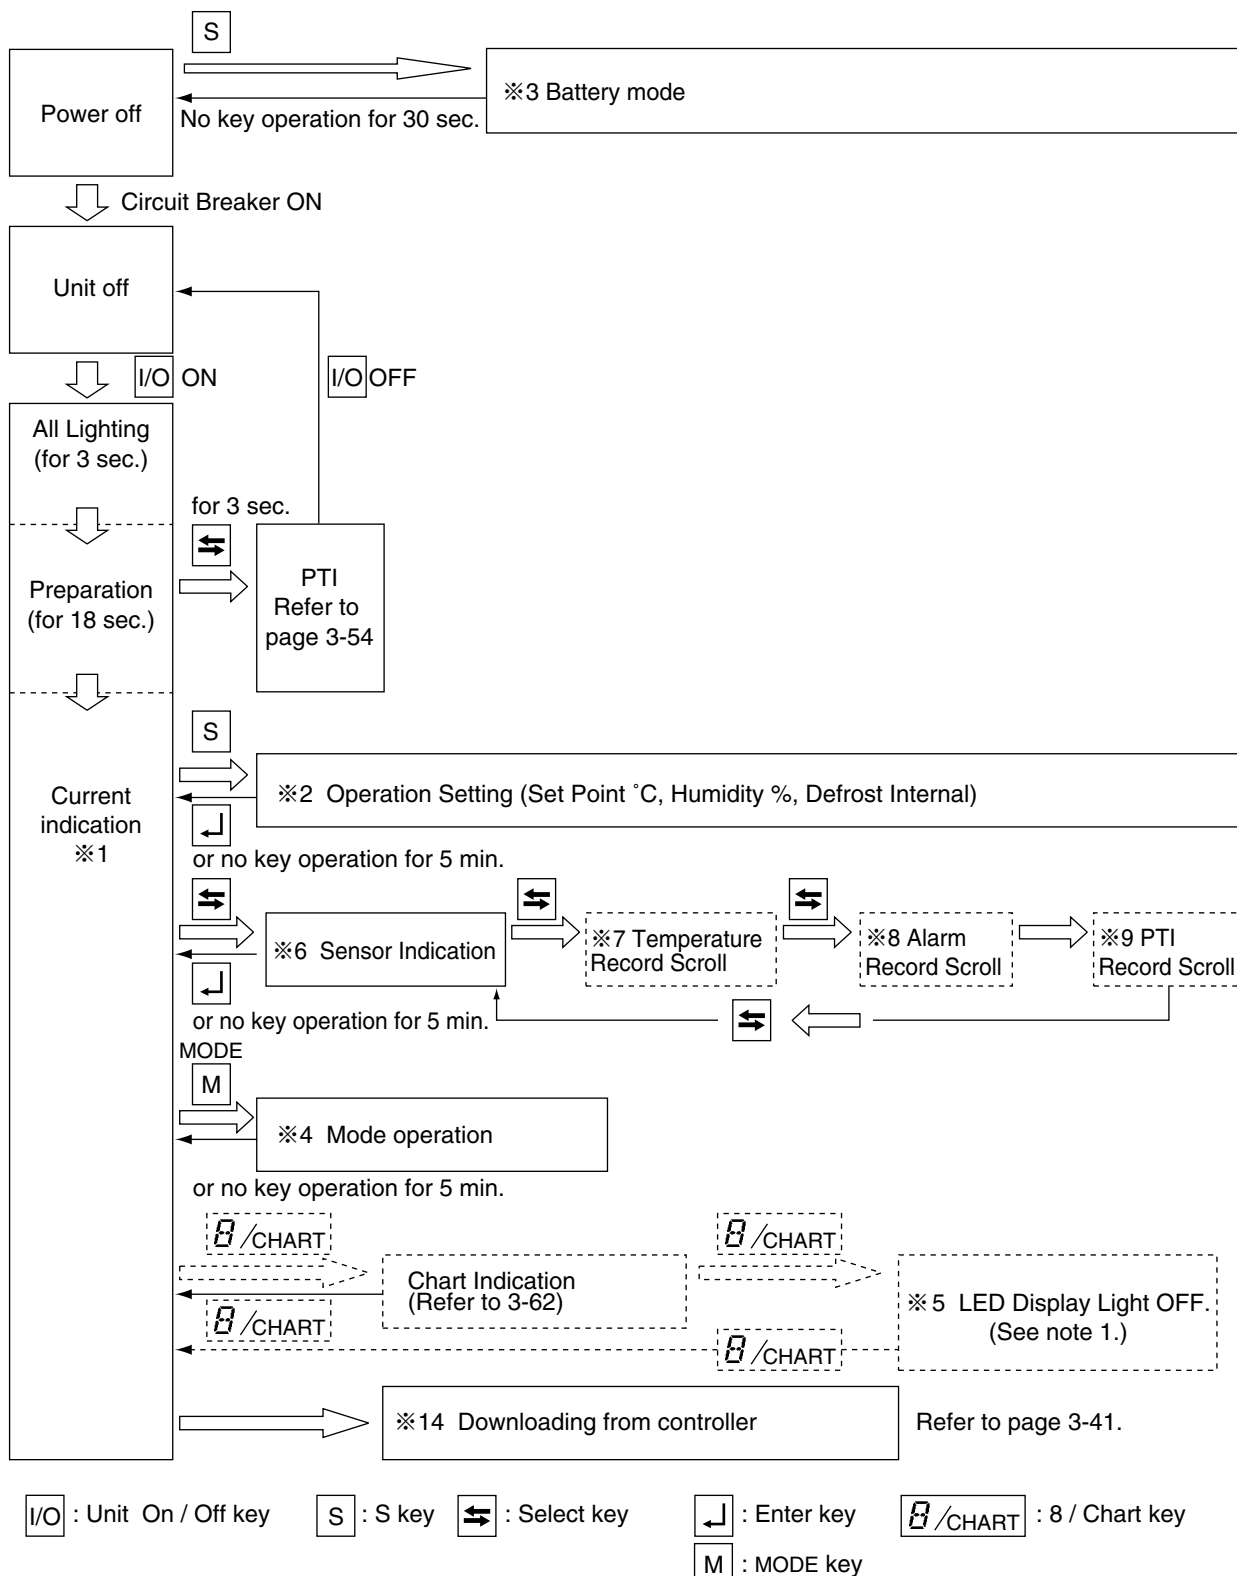 S
Power off
※3 Battery mode
No key operation for 30 sec.
Circuit Breaker ON
Unit off
I/O ON
I/O OFF
All Lighting
(for 3 sec.)
for 3 sec.
Preparation
(for 18 sec.)
PTI
Refer to
page 3-54
S
Current
indication
※1
※2 Operation Setting (Set Point ˚C, Humidity %, Defrost Internal)
or no key operation for 5 min.
※6 Sensor Indication
※7 Temperature
Record Scroll
※8 Alarm
Record Scroll
※9 PTI
Record Scroll
or no key operation for 5 min.
MODE
M
※4 Mode operation
or no key operation for 5 min.
8/CHART
8/CHART
Chart Indication
(Refer to 3-62)
※5 LED Display Light OFF.
(See note 1.)
8/CHART
8/CHART
※14 Downloading from controller
Refer to page 3-41.
I/O : Unit On / Off key
S : S key
: Select key
: Enter key
8/CHART : 8 / Chart key
M : MODE key